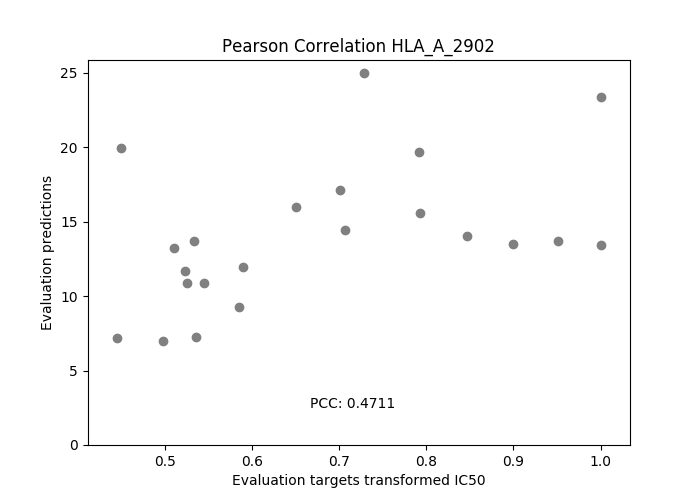 Pearson Correlation HLA_A_2902
25
20
15
10
5
0
Evaluation predictions
PCC: 0.4711
0.5 0.6 0.7 0.8 0.9 1.0
Evaluation targets transformed IC50